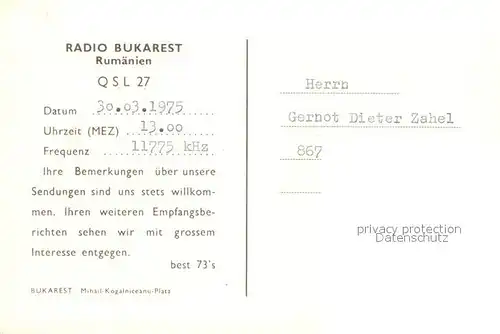 RADIO BUKAREST
Rumänien
QSL 27
Datum 30.03.1975
Uhrzeit (MEZ) 13.00
Frequenz 11775 kHz
Ihre Bemerkungen über unsere
Sendungen sind uns stets willkom-
men. Ihren weiteren Empfangsbe-
richten sehen wir mit grossem
Interesse entgegen.
best 73's
BUKAREST Mihail-Kogalniceanu-Platz
Herrn
Gernot Dieter Zahel
867
privacy protection
Datenschutz